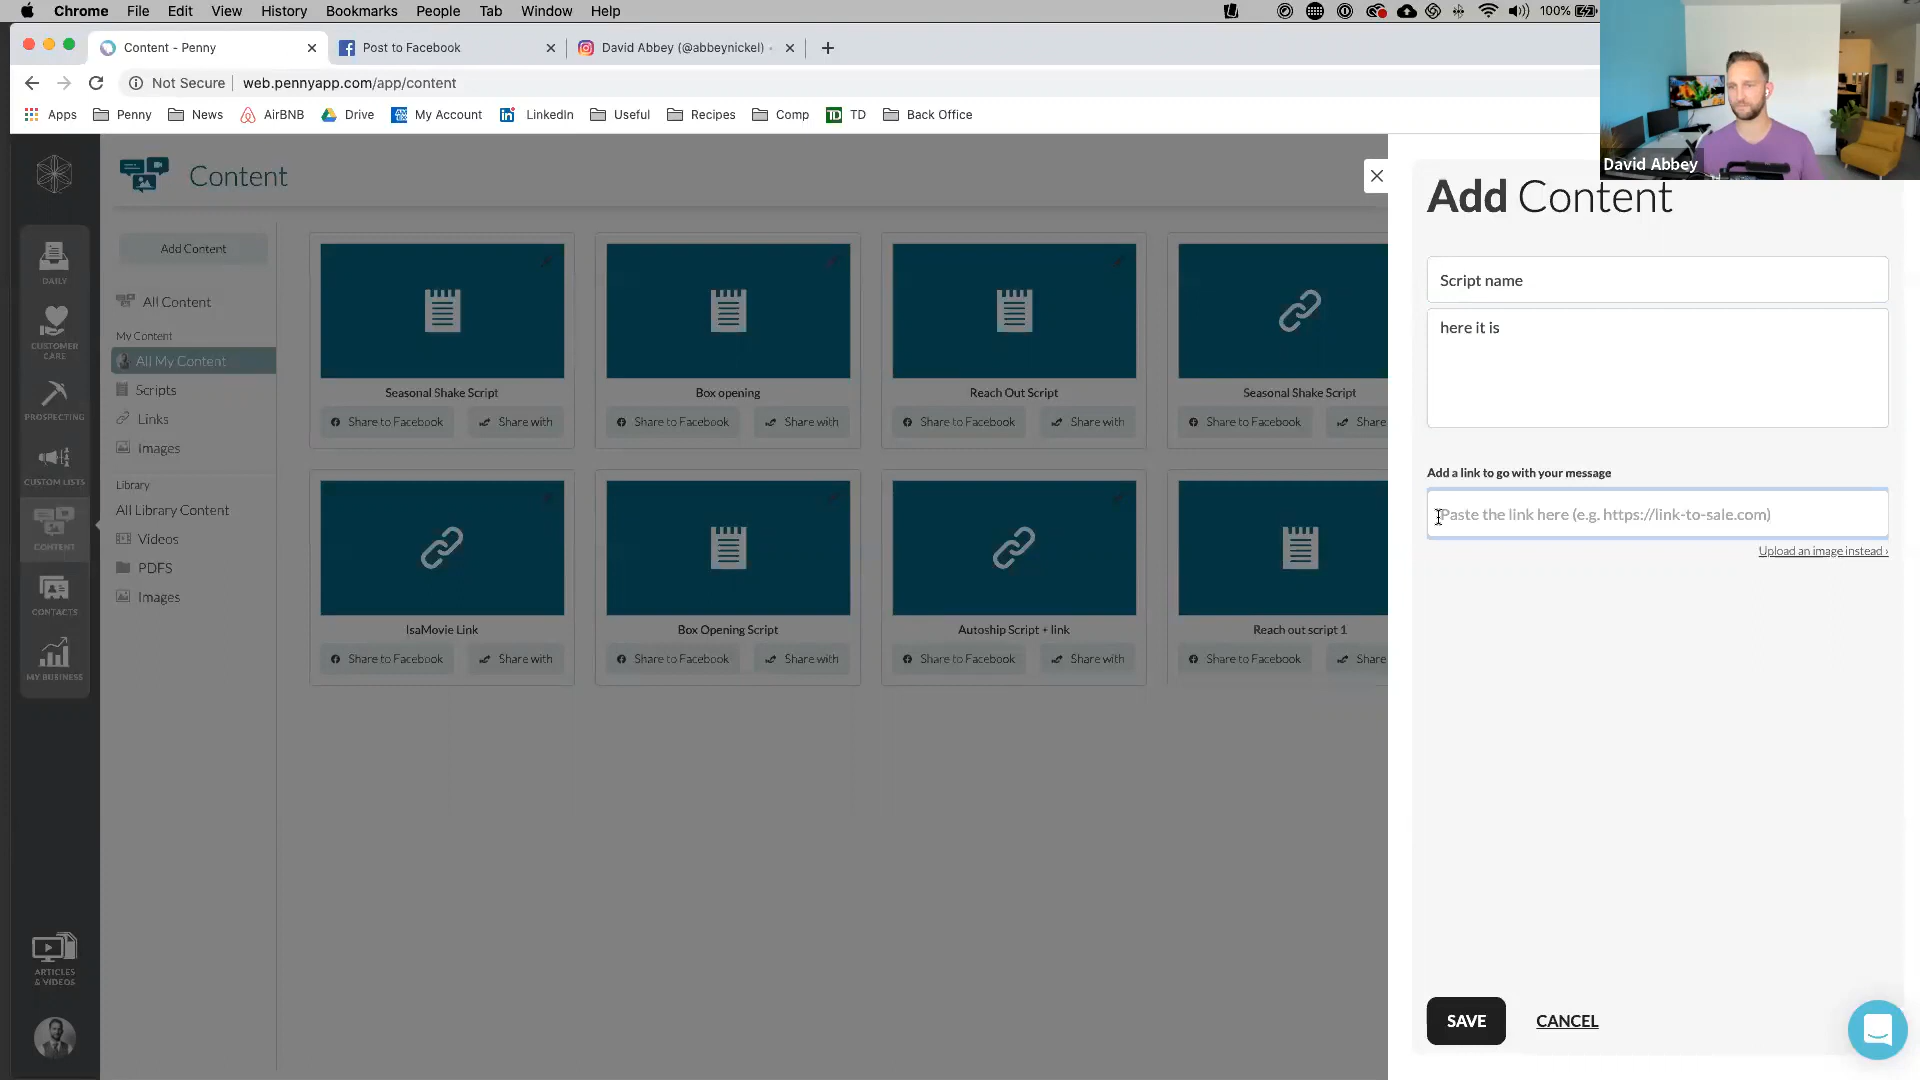 Chrome File Edit View History Bookmarks People Tab Window Help 100%
Content - Penny
Post to Facebook
David Abbey (@abbeynickel) -
Not Secure web.pennyapp.com/app/content
Apps Penny News AirBNB Drive My Account LinkedIn Useful Recipes Comp TD TD Back Office
David Abbey
DAILY
CUSTOMER
CARE
PROSPECTING
CUSTOM LISTS
CONTENT
CONTACTS
MY BUSINESS
ARTICLES
& VIDEOS
Content
Add Content
All Content
My Content
All My Content
Scripts
Links
Images
Library
All Library Content
Videos
PDFS
Images
Seasonal Shake Script
Share to Facebook Share with
Box opening
Share to Facebook Share with
Reach Out Script
Share to Facebook Share with
Seasonal Shake Script
Share to Facebook Share
IsaMovie Link
Share to Facebook Share with
Box Opening Script
Share to Facebook Share with
Autoship Script + link
Share to Facebook Share with
Reach out script 1
Share to Facebook Share
Add Content
Script name
here it is
Add a link to go with your message
Paste the link here (e.g. https://link-to-sale.com)
Upload an image instead ›
SAVE CANCEL